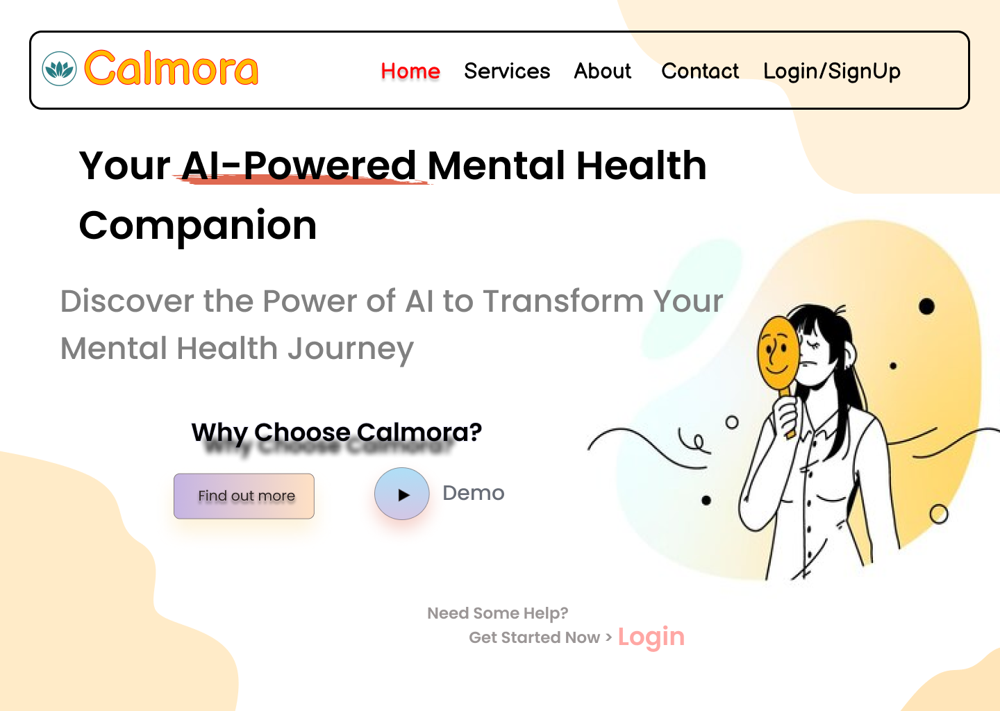 Calmora
Home Services About Contact Login/SignUp
Your AI-Powered Mental Health
Companion
Discover the Power of AI to Transform Your
Mental Health Journey
Why Choose Calmora?
Find out more
Demo
Need Some Help?
Get Started Now > Login